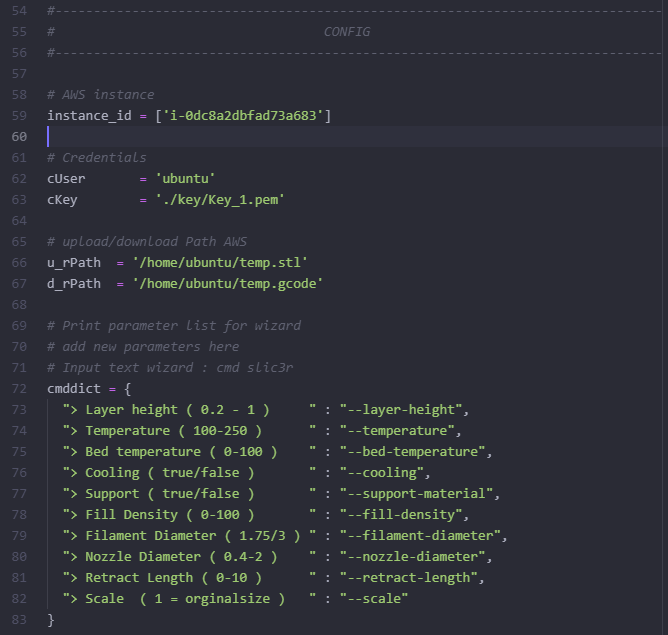 54 #--------------------------------------------------------------------------------
55 #                                   CONFIG
56 #--------------------------------------------------------------------------------
57
58 # AWS instance
59 instance_id = ['i-0dc8a2dbfad73a683']
60
61 # Credentials
62 cUser       = 'ubuntu'
63 cKey        = './key/Key_1.pem'
64
65 # upload/download Path AWS
66 u_rPath  = '/home/ubuntu/temp.stl'
67 d_rPath  = '/home/ubuntu/temp.gcode'
68
69 # Print parameter list for wizard
70 # add new parameters here
71 # Input text wizard : cmd slic3r
72 cmddict = {
73   "> Layer height ( 0.2 - 1 )     " : "--layer-height",
74   "> Temperature ( 100-250 )      " : "--temperature",
75   "> Bed temperature ( 0-100 )    " : "--bed-temperature",
76   "> Cooling ( true/false )       " : "--cooling",
77   "> Support ( true/false )       " : "--support-material",
78   "> Fill Density ( 0-100 )       " : "--fill-density",
79   "> Filament Diameter ( 1.75/3 ) " : "--filament-diameter",
80   "> Nozzle Diameter ( 0.4-2 )    " : "--nozzle-diameter",
81   "> Retract Length ( 0-10 )      " : "--retract-length",
82   "> Scale  ( 1 = orginalsize )   " : "--scale"
83 }